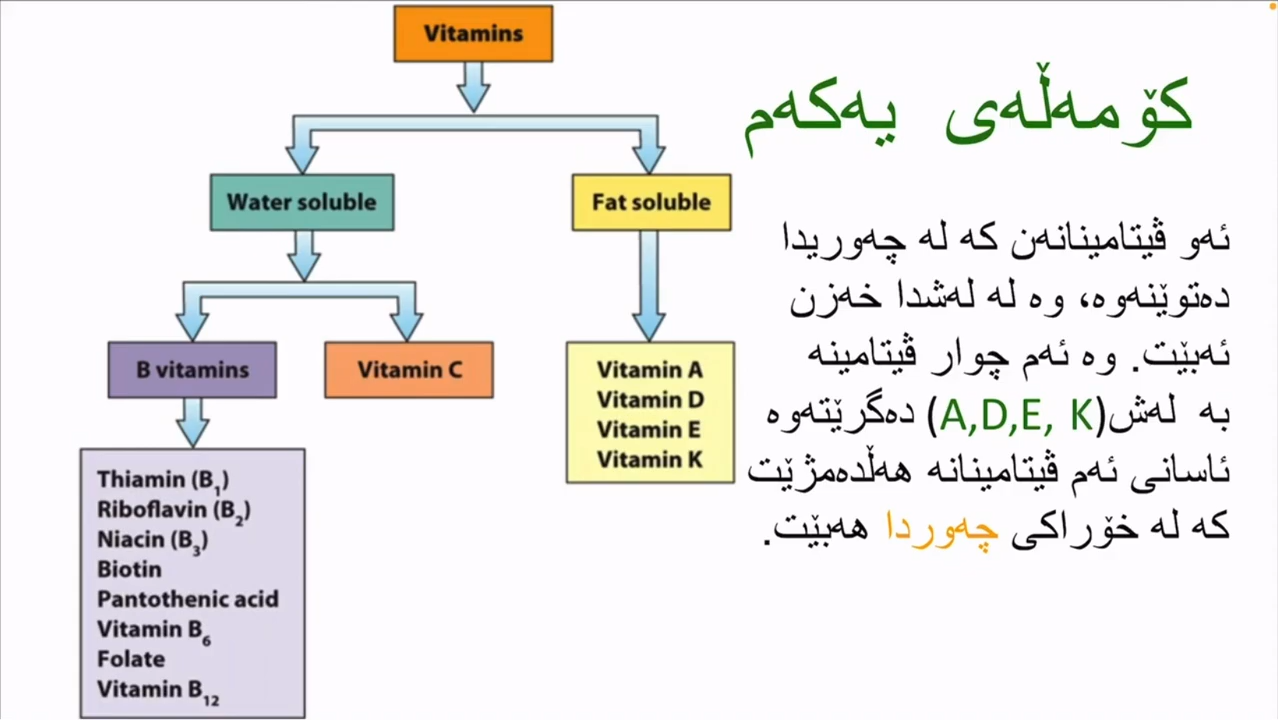 Vitamins
Water soluble
Fat soluble
B vitamins
Vitamin C
Vitamin A
Vitamin D
Vitamin E
Vitamin K
Thiamin (B₁)
Riboflavin (B₂)
Niacin (B₃)
Biotin
Pantothenic acid
Vitamin B₆
Folate
Vitamin B₁₂
کۆمەڵەی یەکەم
ئەو ڤیتامینانەن کە لە چەوریدا
دەتوێنەوە، وە لە لەشدا خەزن
ئەبێت. وە ئەم چوار ڤیتامینە
دەگرێتەوە (A,D,E, K) بە لەش
ئاسانی ئەم ڤیتامینانە هەڵدەمژێت
کە لە خۆراکی چەوردا هەبێت.